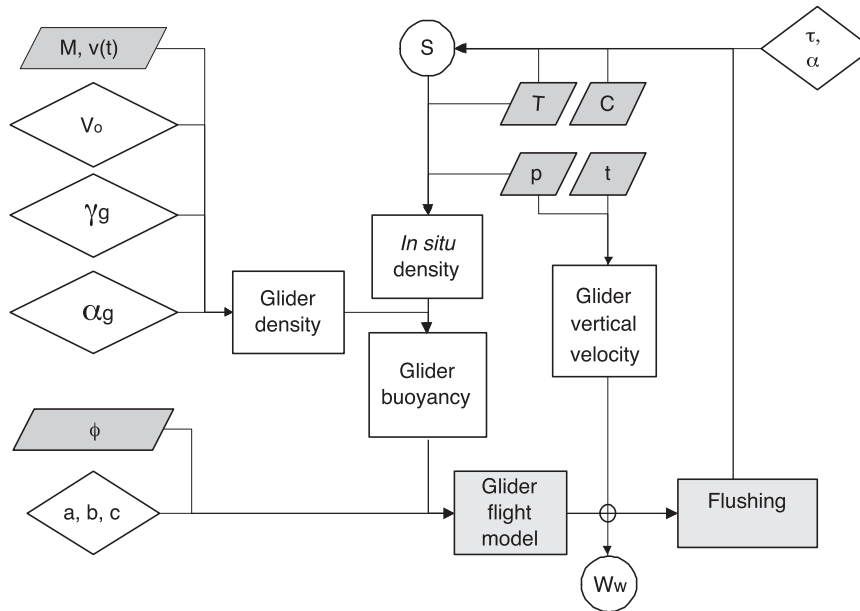 M, v(t)
S
τ,
α
Vo
T
C
p
t
γg
In situ
density
αg
Glider
density
Glider
vertical
velocity
Glider
buoyancy
ϕ
a, b, c
Glider
flight
model
Flushing
Ww